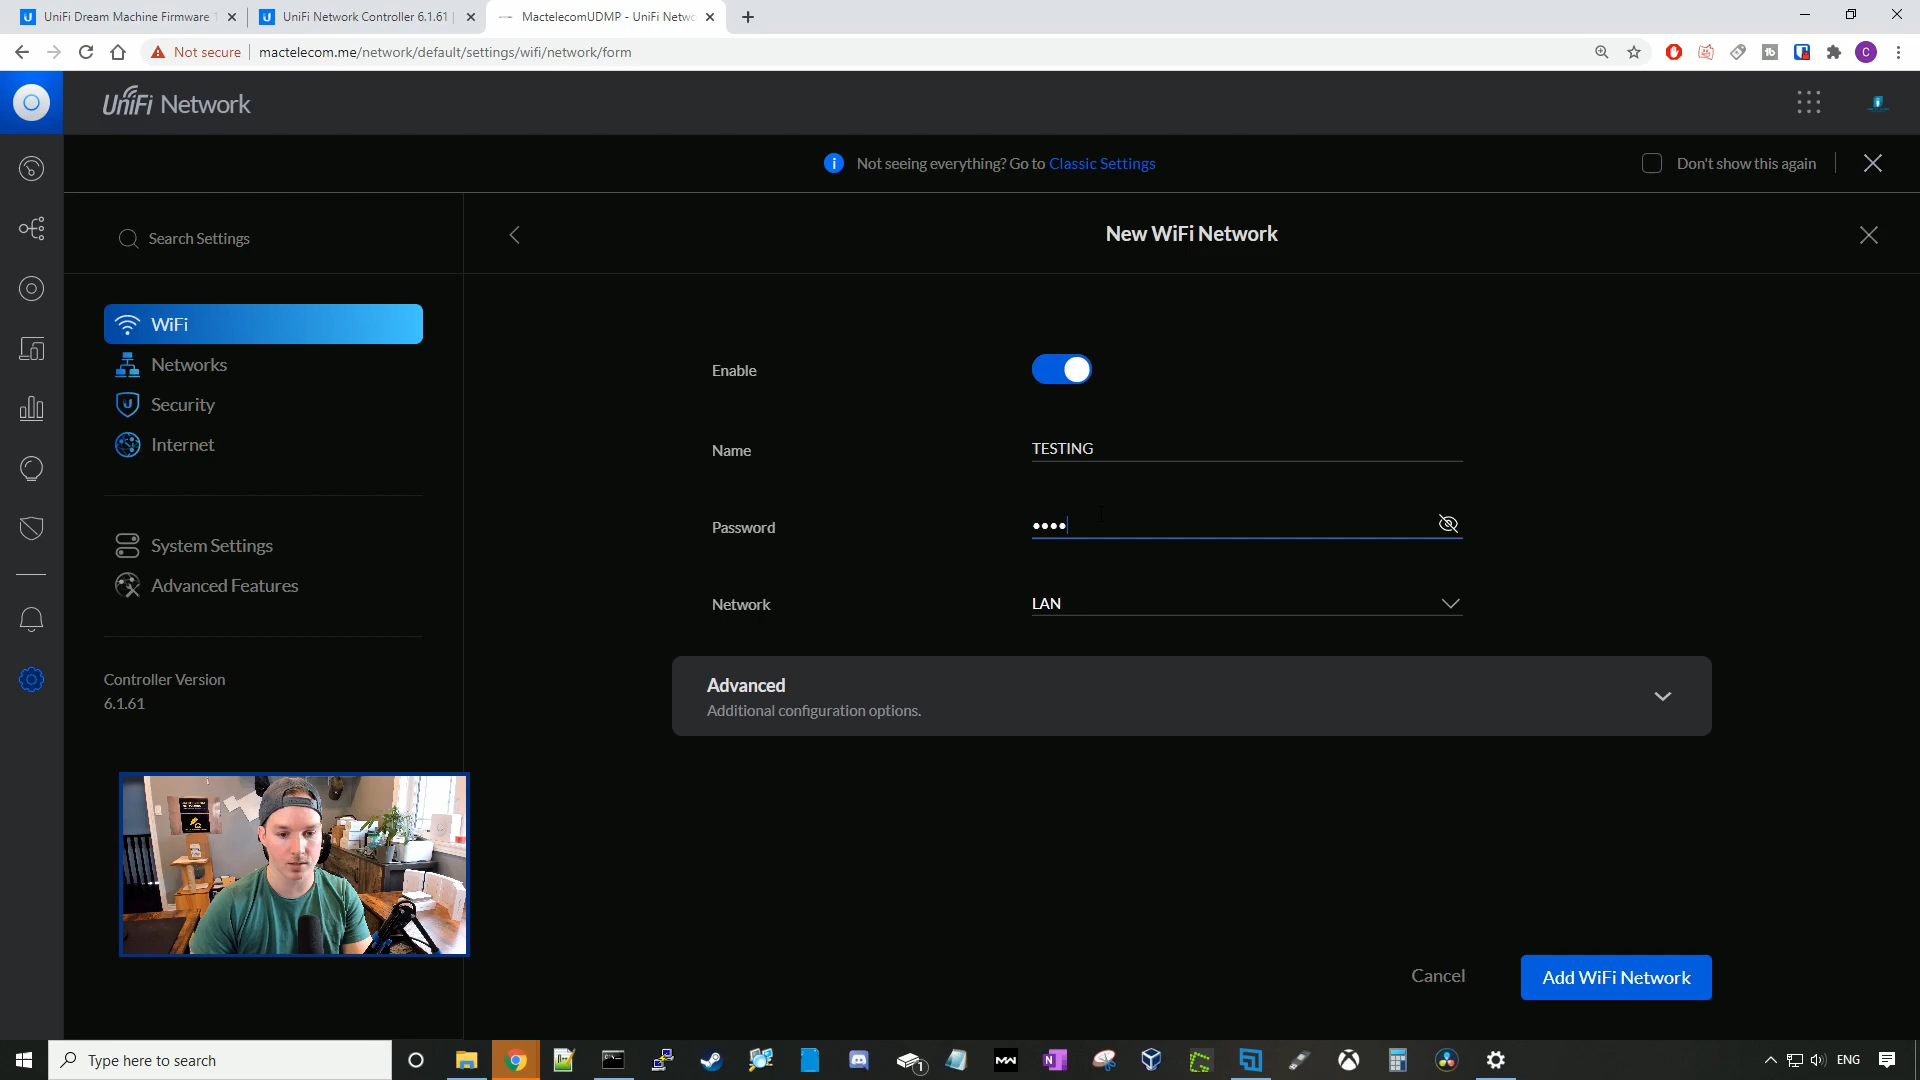 UniFi Dream Machine Firmware 1
UniFi Network Controller 6.1.61 |
MactelecomUDMP - UniFi Netwo
Not secure
mactelecom.me/network/default/settings/wifi/network/form
UniFi Network
Not seeing everything? Go to Classic Settings
Don't show this again
Search Settings
New WiFi Network
WiFi
Networks
Security
Internet
System Settings
Advanced Features
Controller Version
6.1.61
Enable
Name
TESTING
Password
••••
Network
LAN
Advanced
Additional configuration options.
Cancel
Add WiFi Network
Type here to search
ENG